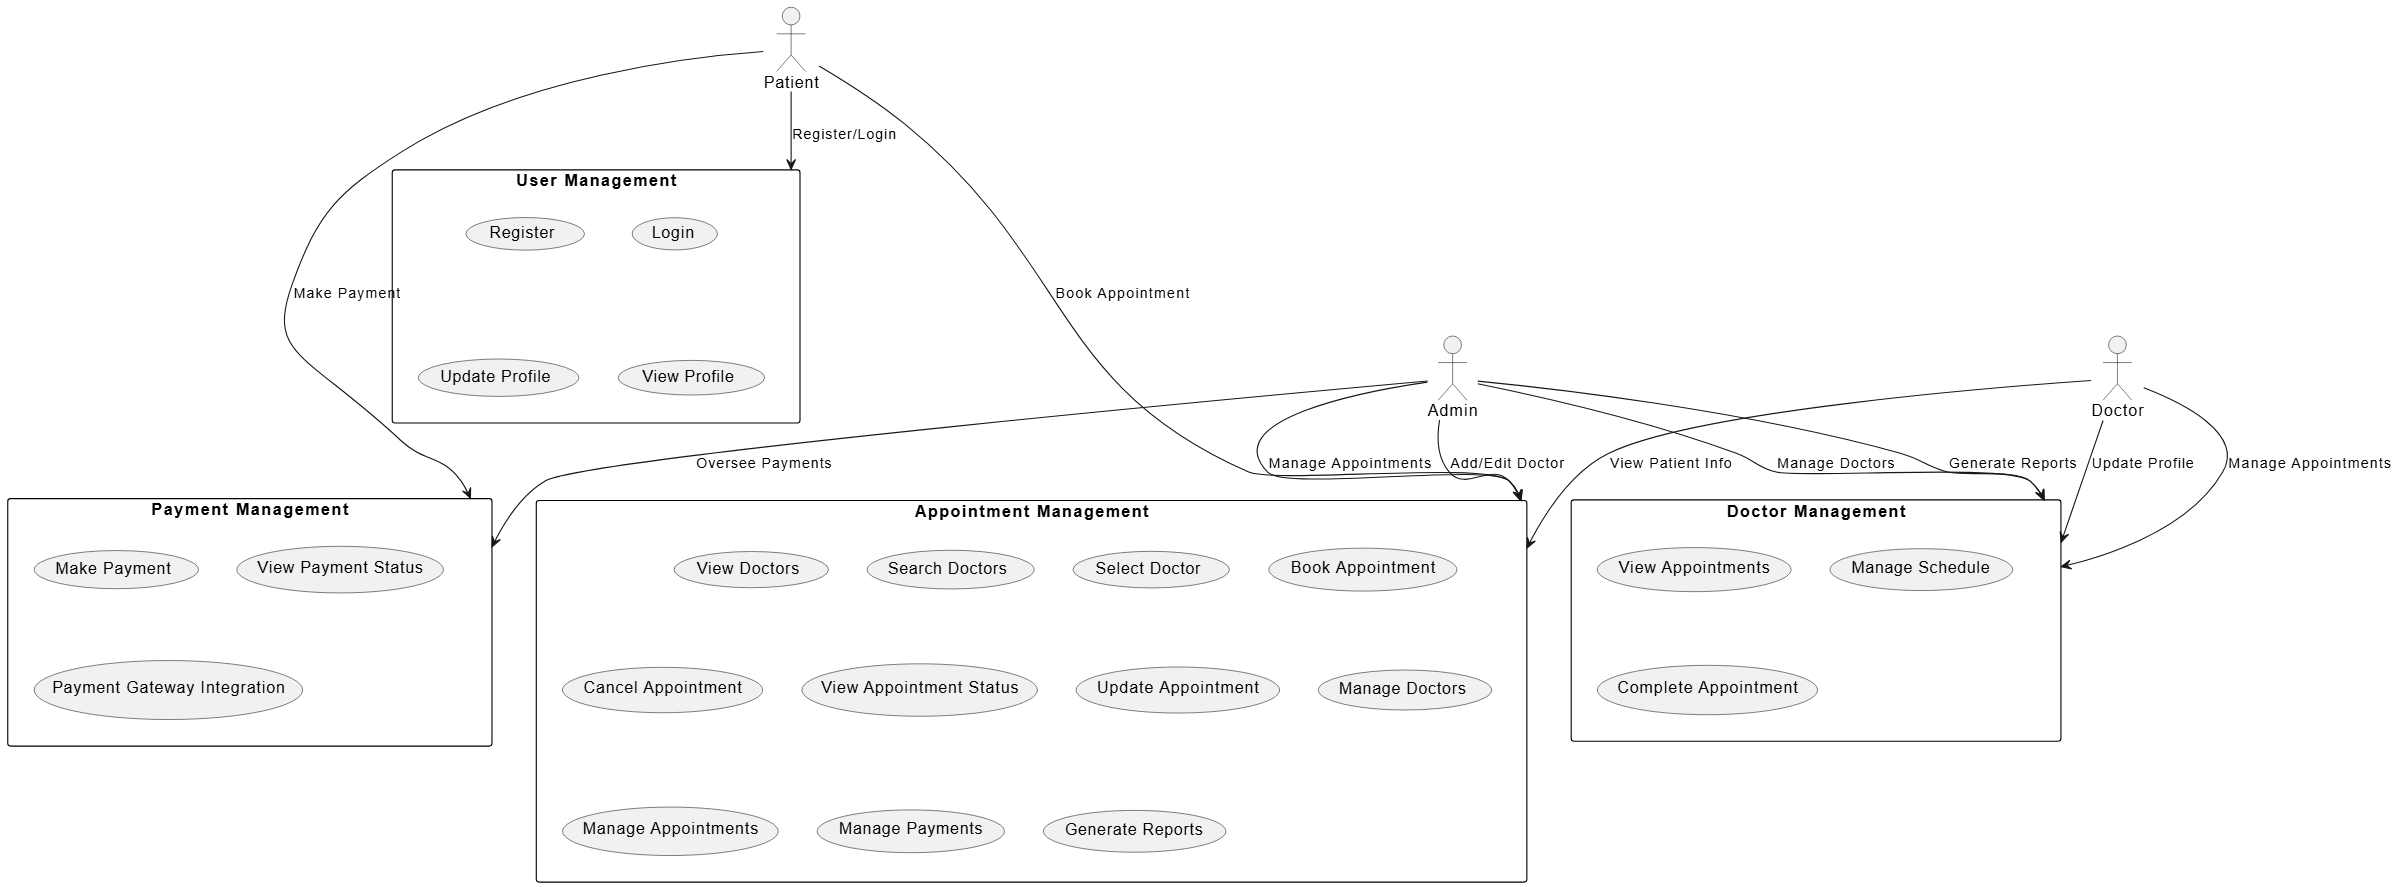 Patient
Register/Login
User Management
Register
Login
Make Payment
Book Appointment
Update Profile
View Profile
Admin
Doctor
Oversee Payments
Manage Appointments
Add/Edit Doctor
View Patient Info
Manage Doctors
Generate Reports
Update Profile
Manage Appointments
Payment Management
Make Payment
View Payment Status
Payment Gateway Integration
Appointment Management
View Doctors
Search Doctors
Select Doctor
Book Appointment
Cancel Appointment
View Appointment Status
Update Appointment
Manage Doctors
Manage Appointments
Manage Payments
Generate Reports
Doctor Management
View Appointments
Manage Schedule
Complete Appointment